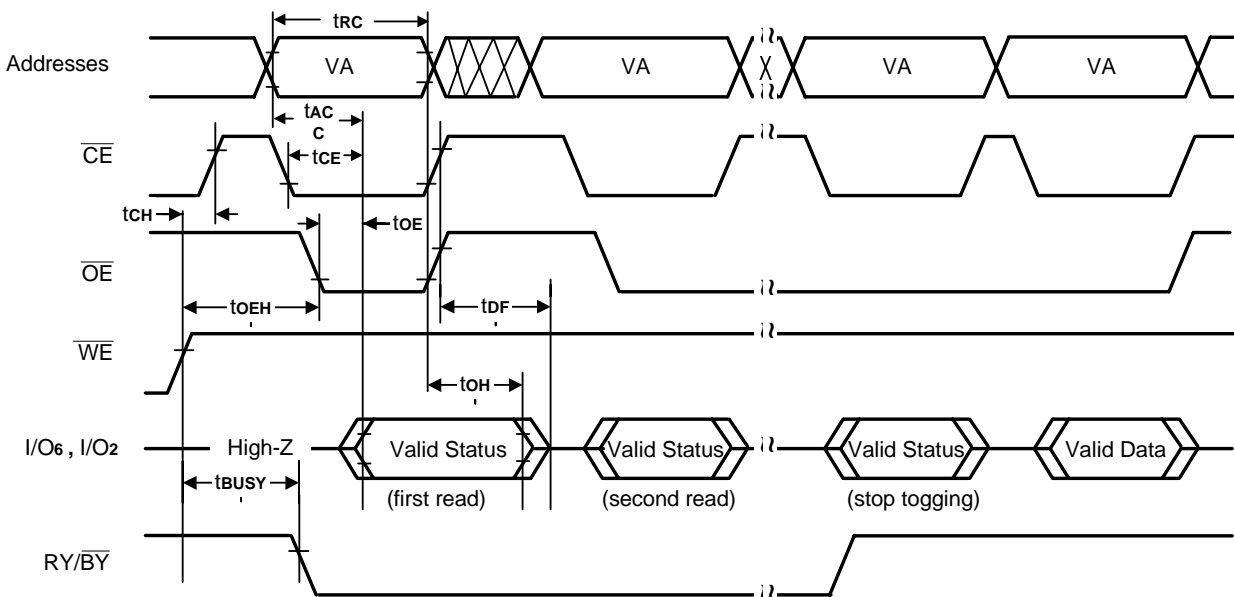 tRC
Addresses VA VA VA VA
tAC
C
CE tCE
tCH tOE
OE
tOEH tDF
WE
tOH
I/O6 , I/O2 High-Z Valid Status Valid Status Valid Status Valid Data
tBUSY (first read) (second read) (stop togging)
RY/BY